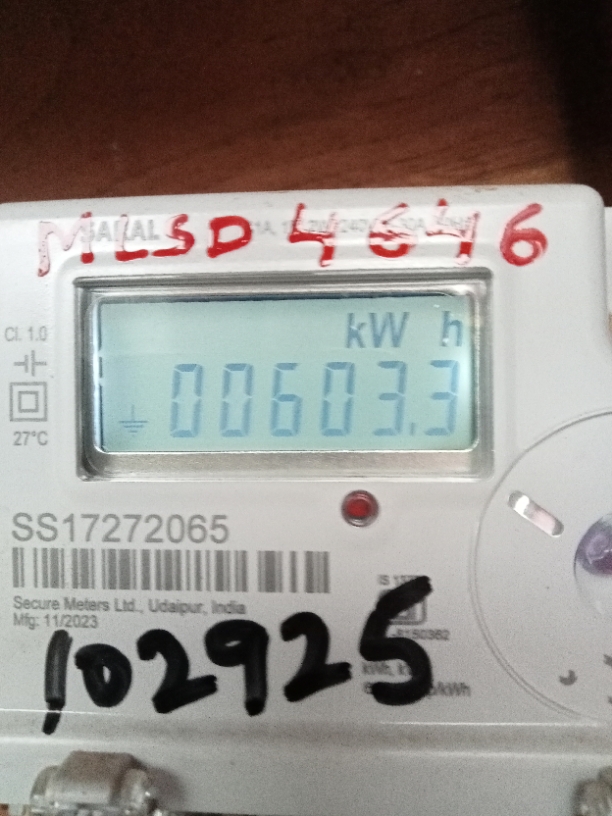 MLSD 4646
Cl. 1.0
kW h
00603.3
27°C
SS17272065
Secure Meters Ltd., Udaipur, India
Mfg: 11/2023
102925